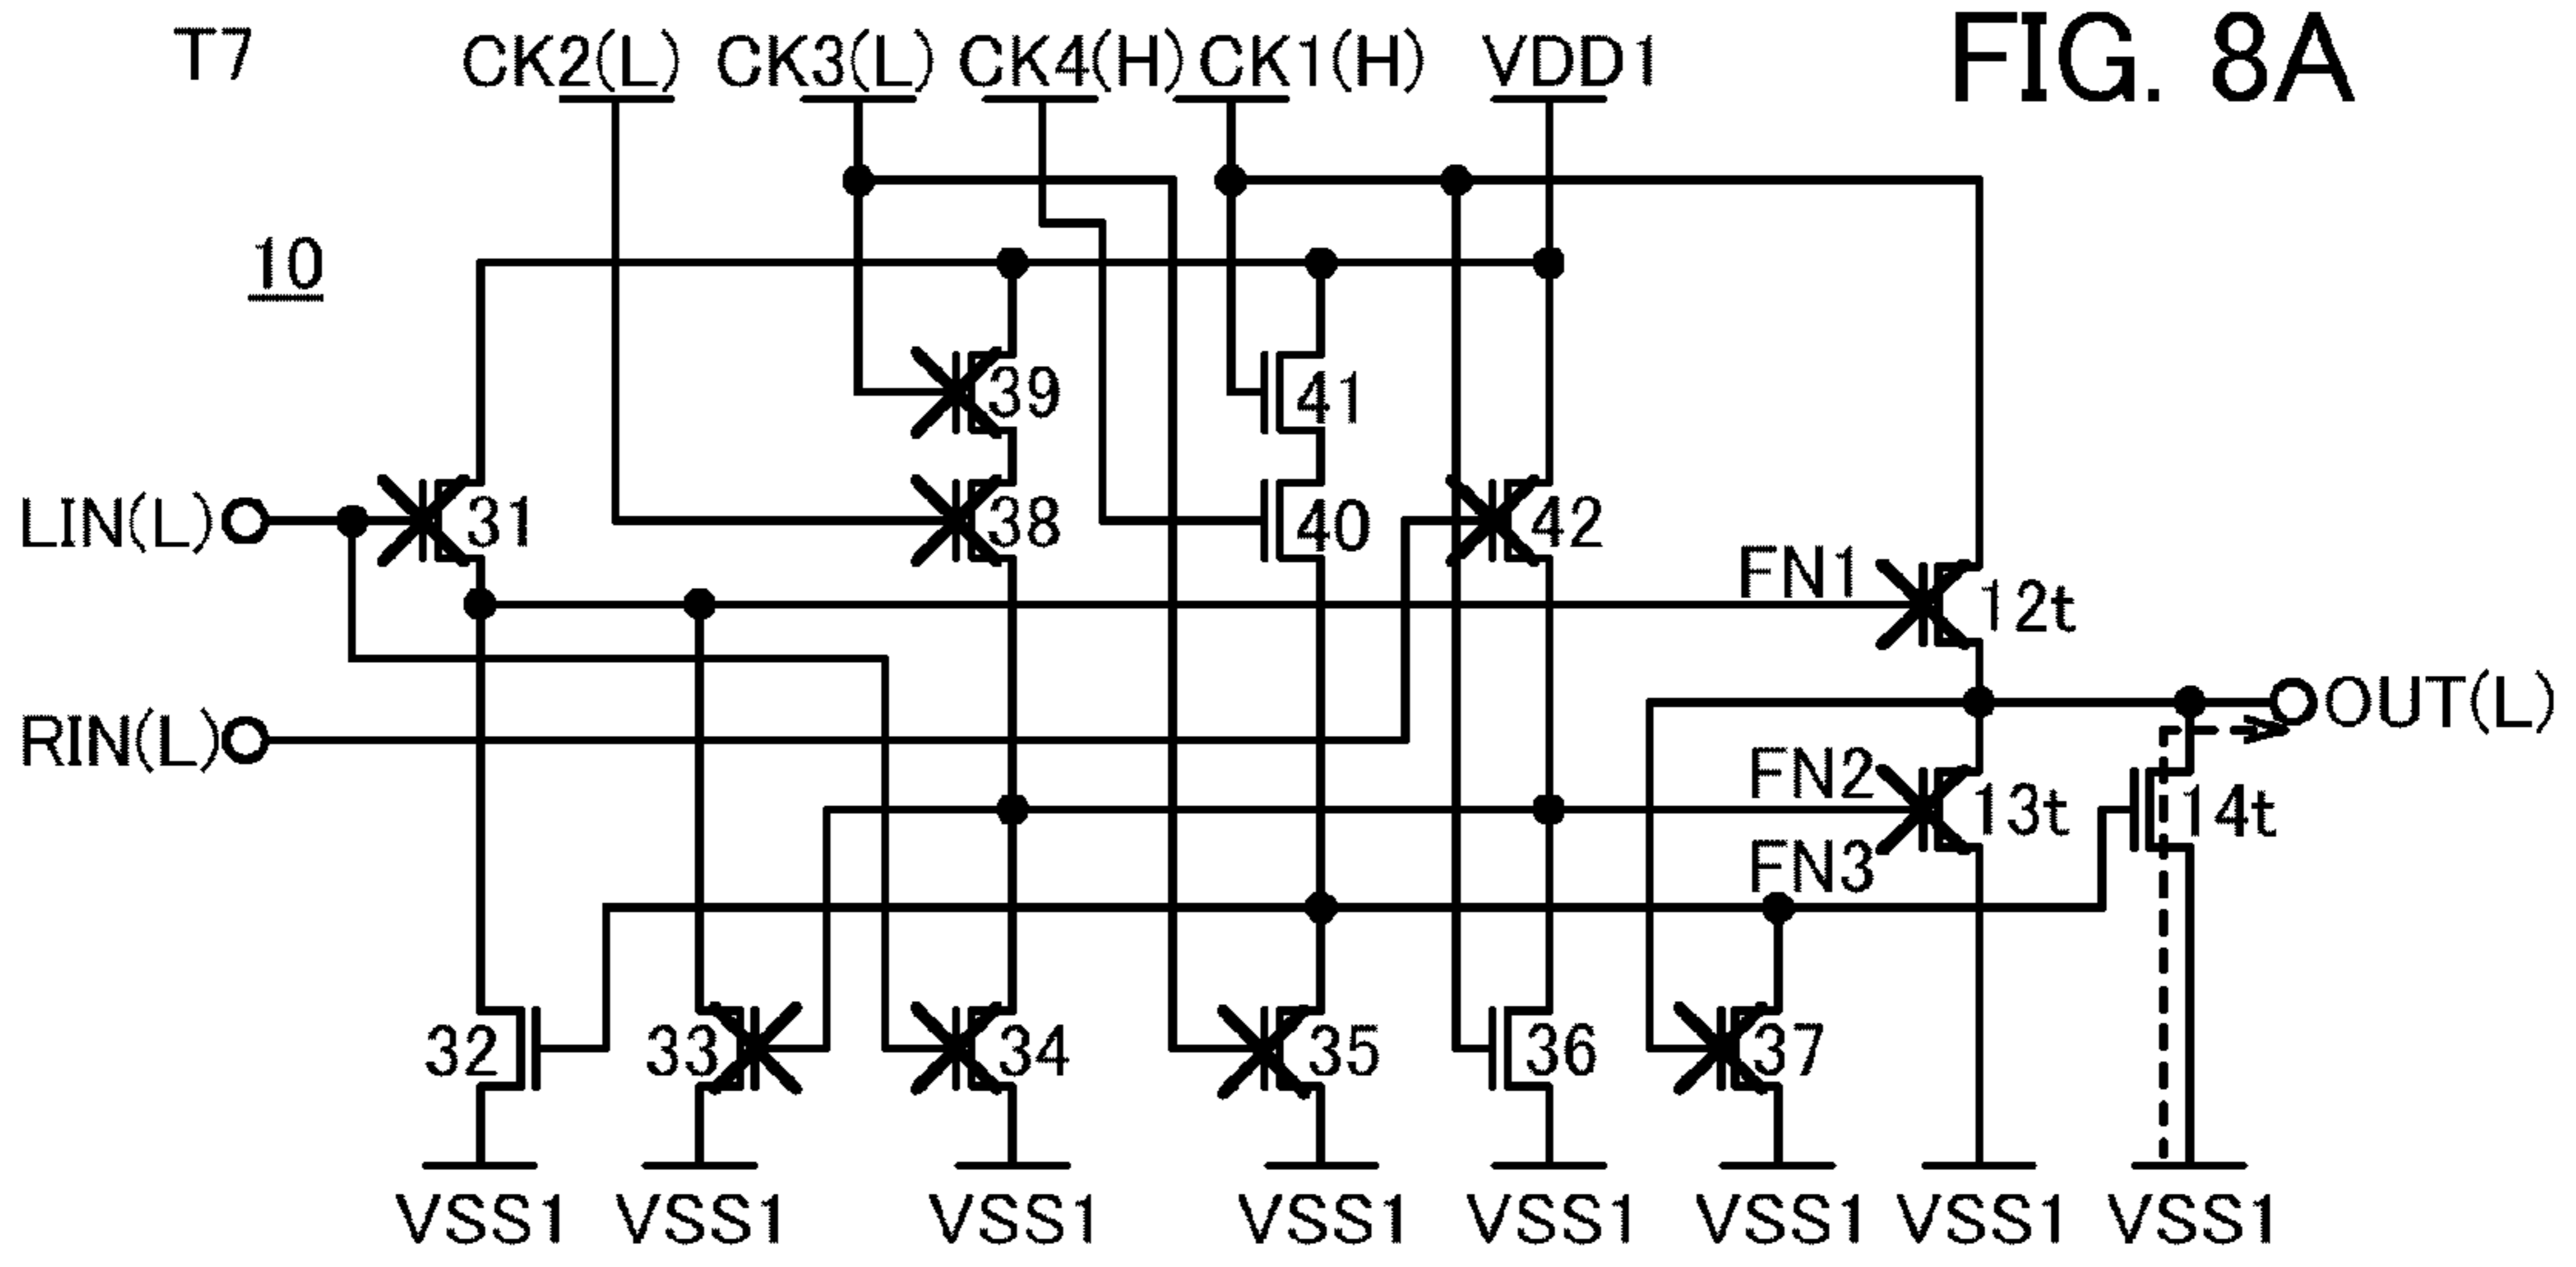 T7 CK2(L) CK3(L) CK4(H) CK1(H) VDD1 FIG. 8A
10
39 41
LIN(L) 31 38 40 42
FN1 12t
RIN(L) OUT(L)
FN2 13t 14t
FN3
32 33 34 35 36 37
VSS1 VSS1 VSS1 VSS1 VSS1 VSS1 VSS1 VSS1